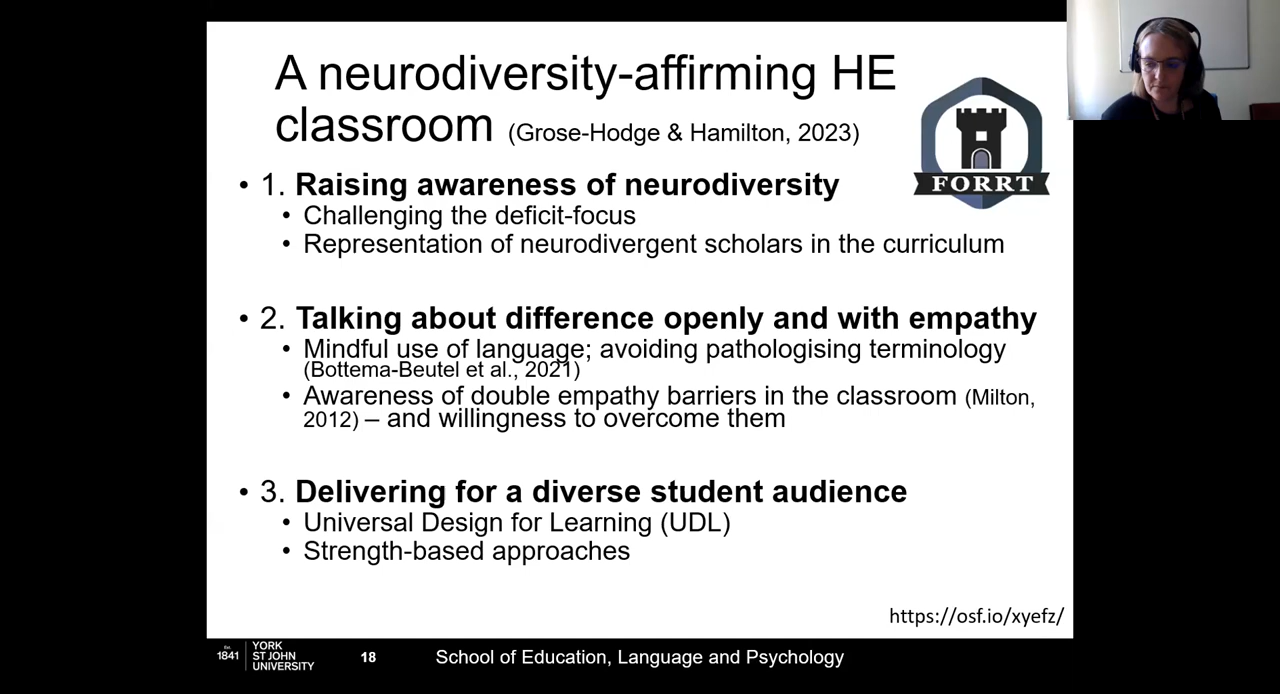 A neurodiversity-affirming HE
classroom (Grose-Hodge & Hamilton, 2023)
FORRT
• 1. Raising awareness of neurodiversity
• Challenging the deficit-focus
• Representation of neurodivergent scholars in the curriculum
• 2. Talking about difference openly and with empathy
• Mindful use of language; avoiding pathologising terminology
(Bottema-Beutel et al., 2021)
• Awareness of double empathy barriers in the classroom (Milton,
2012) – and willingness to overcome them
• 3. Delivering for a diverse student audience
• Universal Design for Learning (UDL)
• Strength-based approaches
https://osf.io/xyefz/
Est.
1841
YORK
ST JOHN
UNIVERSITY
18
School of Education, Language and Psychology